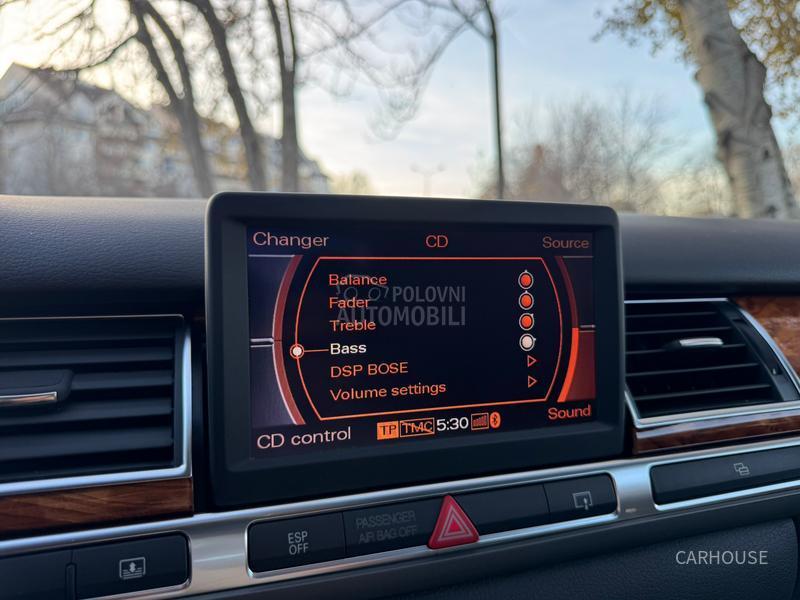 Changer CD Source
Balance
Fader
Treble
Bass
DSP BOSE
Volume settings
POLOVNI
AUTOMOBILI
Sound
CD control TP TMC 5:30
ESP
OFF
PASSENGER
AIR BAG OFF
CARHOUSE